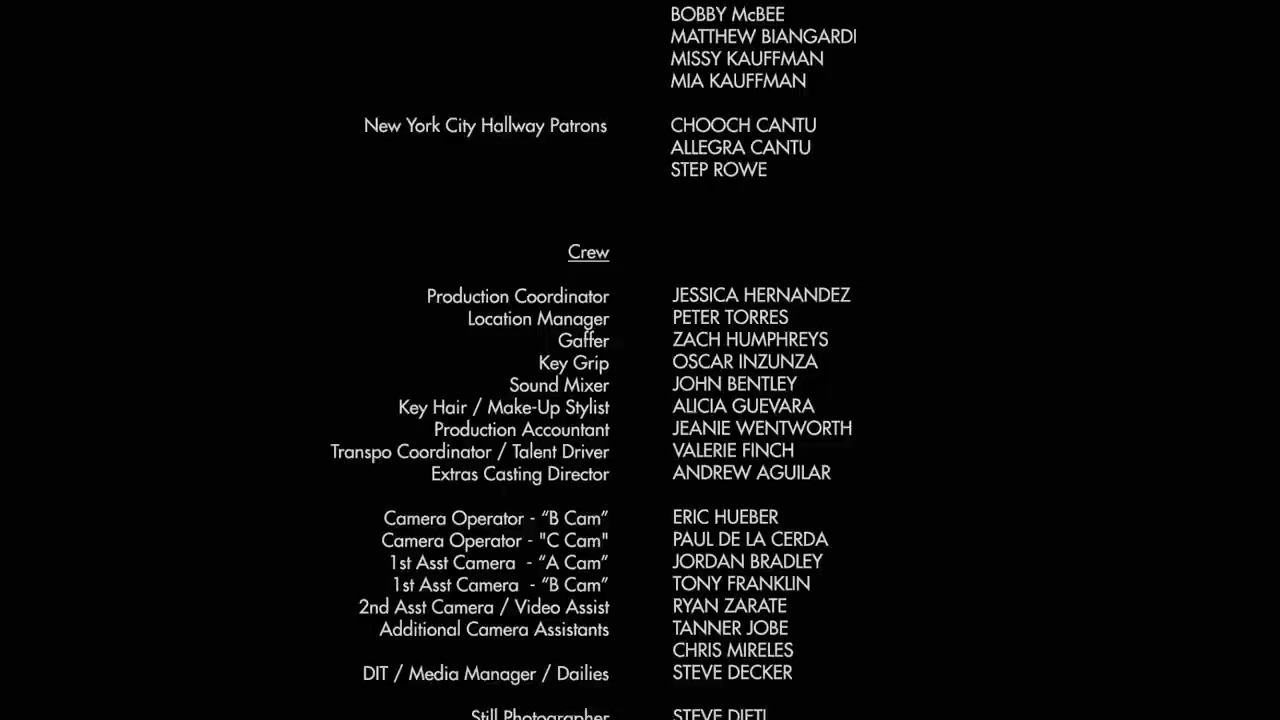 BOBBY McBEE
MATTHEW BIANGARDI
MISSY KAUFFMAN
MIA KAUFFMAN
New York City Hallway Patrons CHOOCH CANTU
ALLEGRA CANTU
STEP ROWE
Crew
Production Coordinator JESSICA HERNANDEZ
Location Manager PETER TORRES
Gaffer ZACH HUMPHREYS
Key Grip OSCAR INZUNZA
Sound Mixer JOHN BENTLEY
Key Hair / Make-Up Stylist ALICIA GUEVARA
Production Accountant JEANIE WENTWORTH
Transpo Coordinator / Talent Driver VALERIE FINCH
Extras Casting Director ANDREW AGUILAR
Camera Operator - “B Cam” ERIC HUEBER
Camera Operator - "C Cam" PAUL DE LA CERDA
1st Asst Camera - “A Cam” JORDAN BRADLEY
1st Asst Camera - “B Cam” TONY FRANKLIN
2nd Asst Camera / Video Assist RYAN ZARATE
Additional Camera Assistants TANNER JOBE
CHRIS MIRELES
DIT / Media Manager / Dailies STEVE DECKER
Still Photographer STEVE